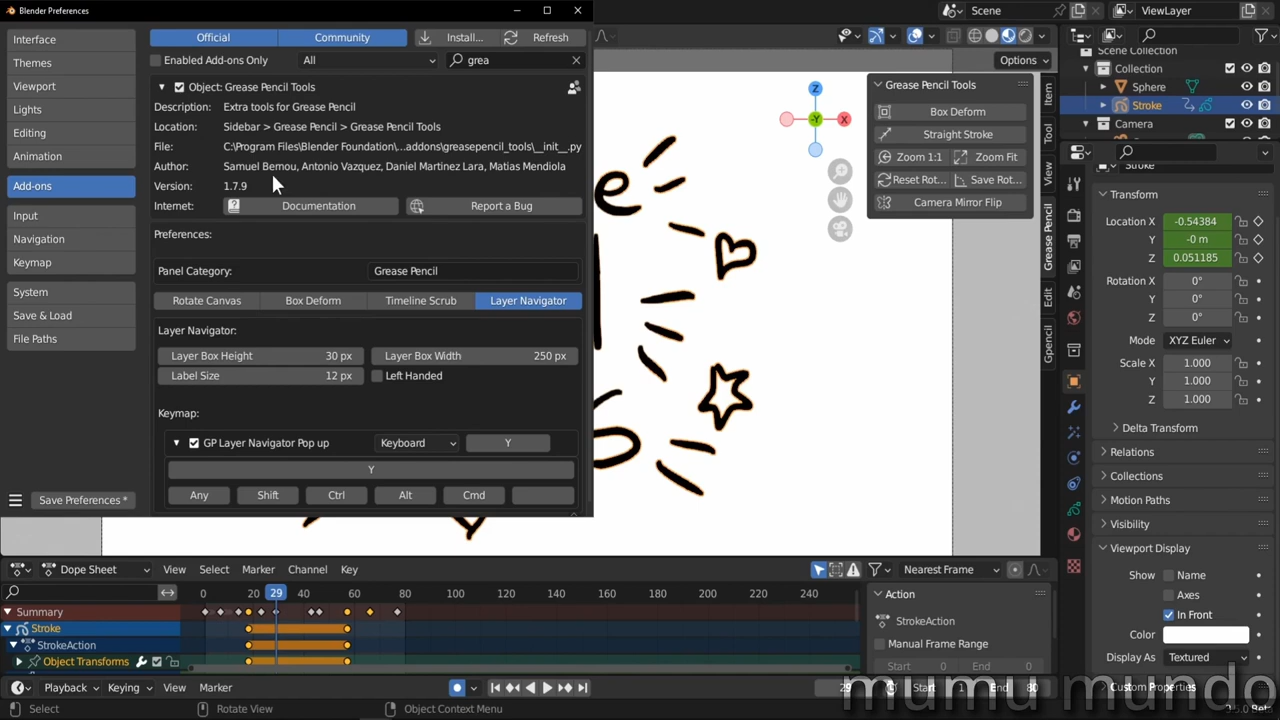 Blender Preferences
Interface
Themes
Viewport
Lights
Editing
Animation
Add-ons
Input
Navigation
Keymap
System
Save & Load
File Paths
Save Preferences *
Official Community Install... Refresh
Enabled Add-ons Only All grea
Object: Grease Pencil Tools
Description: Extra tools for Grease Pencil
Location: Sidebar > Grease Pencil > Grease Pencil Tools
File: C:\Program Files\Blender Foundation\...addons\greasepencil_tools\__init__.py
Author: Samuel Bernou, Antonio Vazquez, Daniel Martinez Lara, Matias Mendiola
Version: 1.7.9
Internet: Documentation Report a Bug
Preferences:
Panel Category: Grease Pencil
Rotate Canvas Box Deform Timeline Scrub Layer Navigator
Layer Navigator:
Layer Box Height 30 px Layer Box Width 250 px
Label Size 12 px Left Handed
Keymap:
GP Layer Navigator Pop up Keyboard Y
Y
Any Shift Ctrl Alt Cmd
Scene ViewLayer
Options
Grease Pencil Tools
Box Deform
Straight Stroke
Zoom 1:1 Zoom Fit
Reset Rot... Save Rot...
Camera Mirror Flip
Z
-Y
X
e
Item
Tool
View
Grease Pencil
Edit
Gpencil
Scene Collection
Collection
Sphere
Stroke
Camera
Stroke
Transform
Location X -0.54384
Y -0 m
Z 0.051185
Rotation X 0°
Y 0°
Z 0°
Mode XYZ Euler
Scale X 1.000
Y 1.000
Z 1.000
Delta Transform
Relations
Collections
Motion Paths
Visibility
Viewport Display
Show Name
Axes
In Front
Color
Display As Textured
Custom Properties
Dope Sheet View Select Marker Channel Key Nearest Frame
0 20 29 40 60 80 100 120 140 160 180 200 220 240
Summary
Stroke
StrokeAction
Object Transforms
Action
StrokeAction
Manual Frame Range
Start 0 End 0
Playback Keying View Marker 29 Start 1 End 80
Select Rotate View Object Context Menu
3.5.0 Beta
mumu mundo